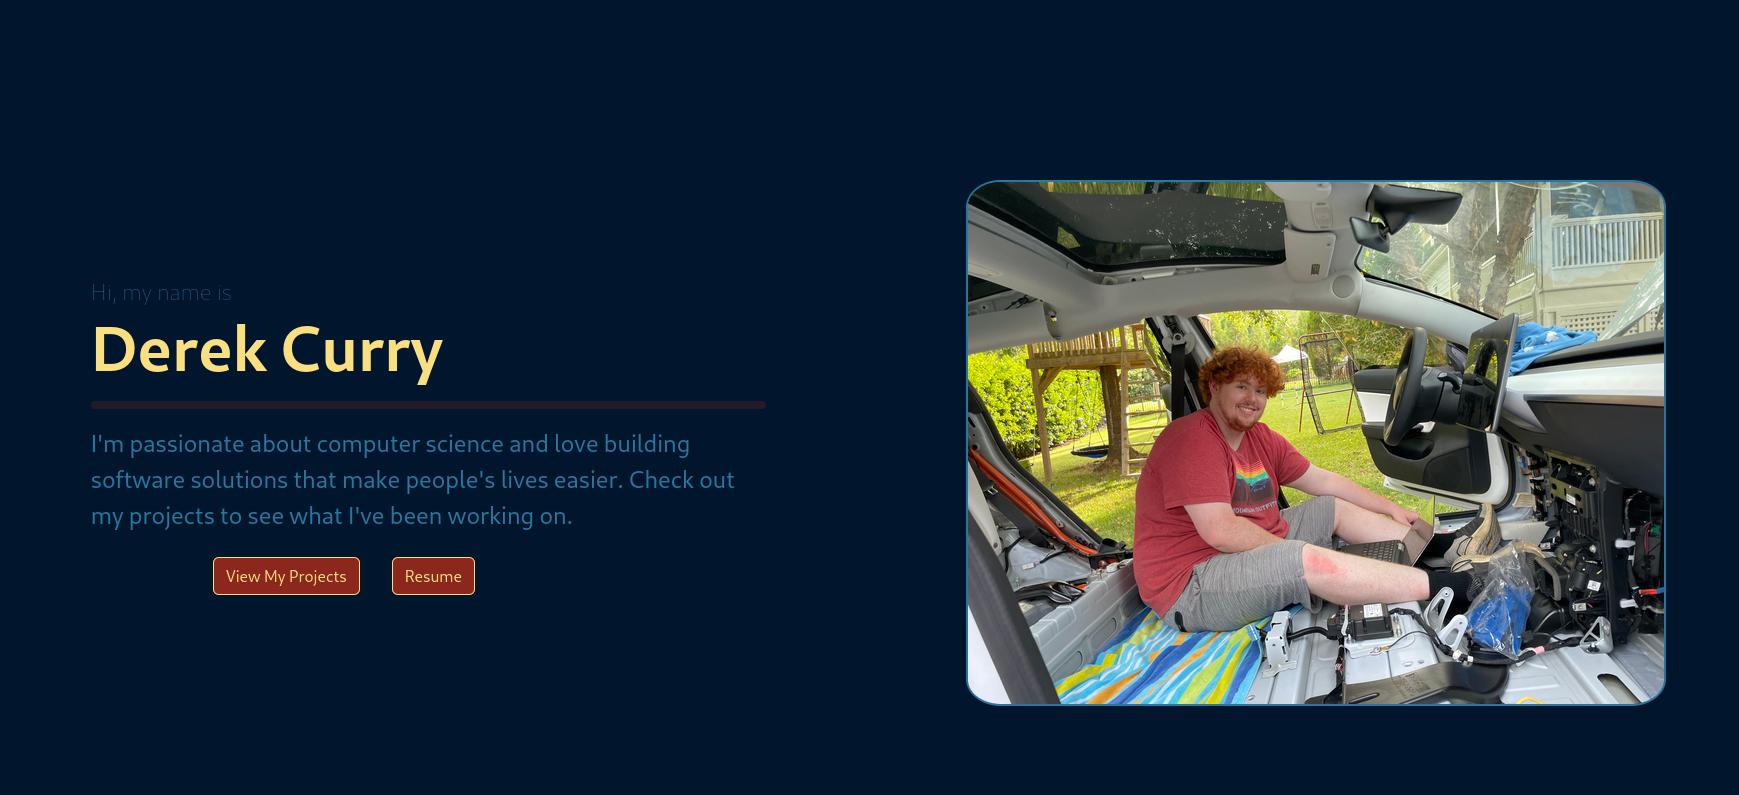 Hi, my name is
Derek Curry
I'm passionate about computer science and love building
software solutions that make people's lives easier. Check out
my projects to see what I've been working on.
View My Projects
Resume